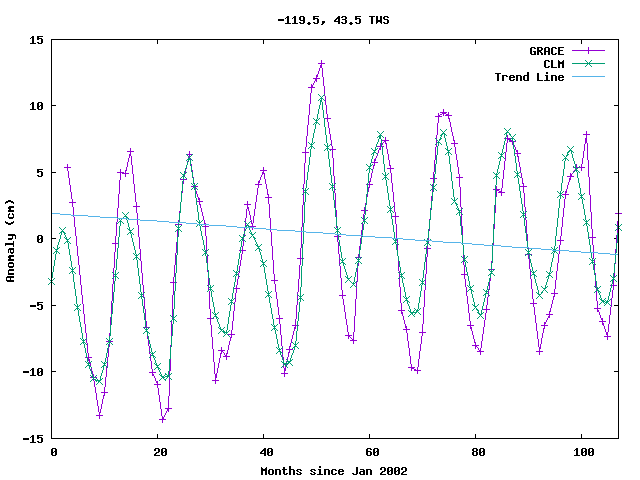 -119.5, 43.5 TWS
GRACE
CLM
Trend Line
15
10
5
0
-5
-10
-15
Anomaly (cm)
0 20 40 60 80 100
Months since Jan 2002